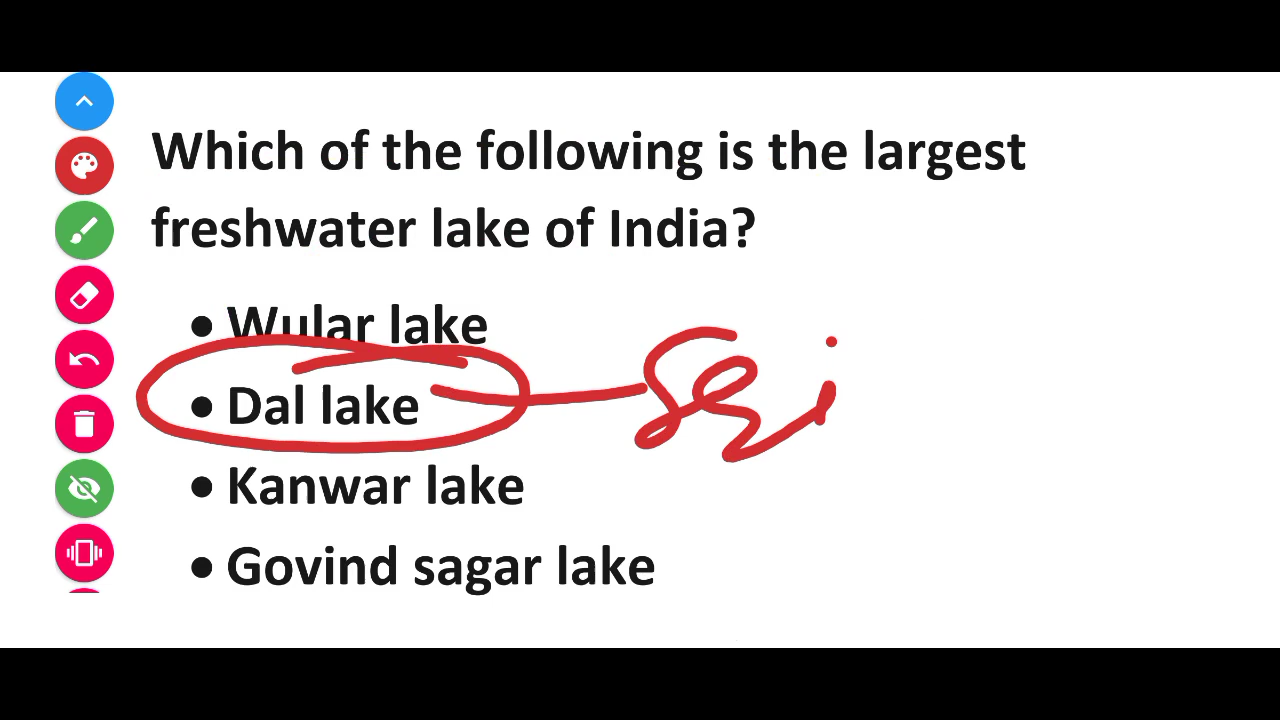 Which of the following is the largest
freshwater lake of India?
• Wular lake
• Dal lake
• Kanwar lake
• Govind sagar lake